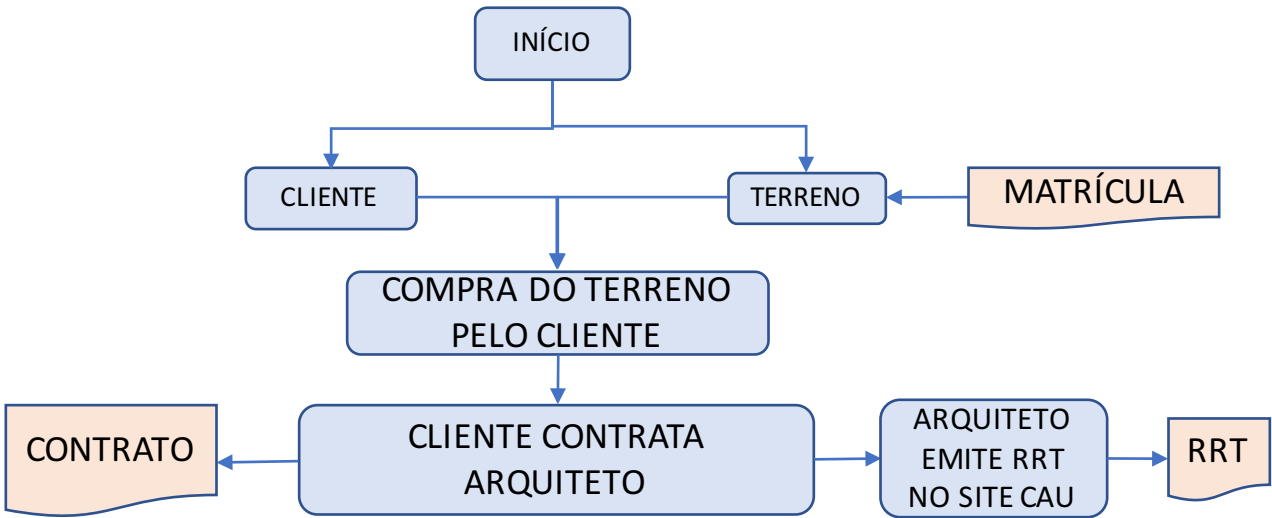 INÍCIO
CLIENTE
TERRENO
MATRÍCULA
COMPRA DO TERRENO
PELO CLIENTE
CONTRATO
CLIENTE CONTRATA
ARQUITETO
ARQUITETO
EMITE RRT
NO SITE CAU
RRT